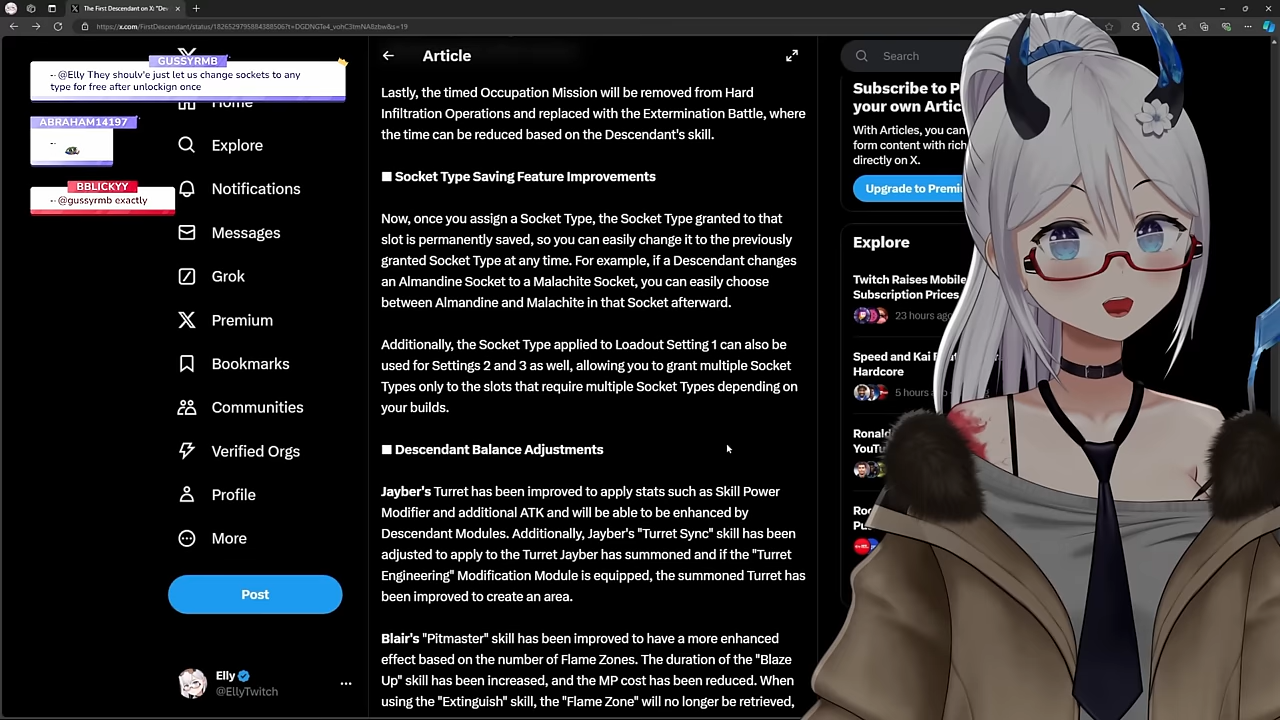 The First Descendant on X: "Dev
https://x.com/FirstDescendant/status/1826529795884388506?t=DGDNGTe4_vohC3tmNA8zbw&s=19
GUSSYRMB
-- @Elly They shoulv'e just let us change sockets to any
type for free after unlockign once
ABRAHAM14197
--
BBLICKYY
-- @gussyrmb exactly
Home
Explore
Notifications
Messages
Grok
Premium
Bookmarks
Communities
Verified Orgs
Profile
More
Post
Elly
@EllyTwitch
Article
Lastly, the timed Occupation Mission will be removed from Hard
Infiltration Operations and replaced with the Extermination Battle, where
the time can be reduced based on the Descendant's skill.
■ Socket Type Saving Feature Improvements
Now, once you assign a Socket Type, the Socket Type granted to that
slot is permanently saved, so you can easily change it to the previously
granted Socket Type at any time. For example, if a Descendant changes
an Almandine Socket to a Malachite Socket, you can easily choose
between Almandine and Malachite in that Socket afterward.
Additionally, the Socket Type applied to Loadout Setting 1 can also be
used for Settings 2 and 3 as well, allowing you to grant multiple Socket
Types only to the slots that require multiple Socket Types depending on
your builds.
■ Descendant Balance Adjustments
Jayber's Turret has been improved to apply stats such as Skill Power
Modifier and additional ATK and will be able to be enhanced by
Descendant Modules. Additionally, Jayber's "Turret Sync" skill has been
adjusted to apply to the Turret Jayber has summoned and if the "Turret
Engineering" Modification Module is equipped, the summoned Turret has
been improved to create an area.
Blair's "Pitmaster" skill has been improved to have a more enhanced
effect based on the number of Flame Zones. The duration of the "Blaze
Up" skill has been increased, and the MP cost has been reduced. When
using the "Extinguish" skill, the "Flame Zone" will no longer be retrieved,
Search
Subscribe to P
your own Artic
With Articles, you can
form content with rich
directly on X.
Upgrade to Premi
Explore
Twitch Raises Mobile
Subscription Prices
23 hours ago
Speed and Kai
Hardcore
5 hours ago
Ronald
YouTu